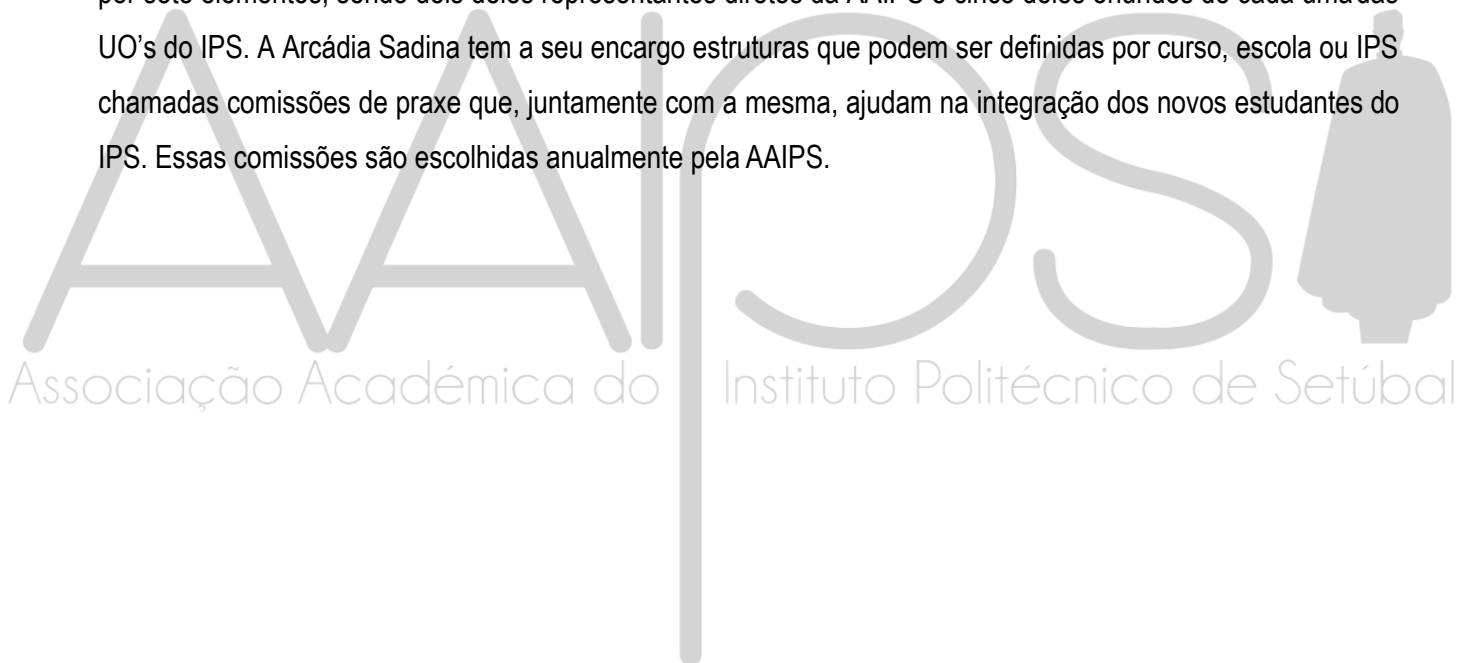 por sete elementos, sendo dois deles representantes diretos da AAIPS e cinco deles oriundos de cada uma das
UO’s do IPS. A Arcádia Sadina tem a seu encargo estruturas que podem ser definidas por curso, escola ou IPS
chamadas comissões de praxe que, juntamente com a mesma, ajudam na integração dos novos estudantes do
IPS. Essas comissões são escolhidas anualmente pela AAIPS.
AAIPS
Associação Académica do Instituto Politécnico de Setúbal